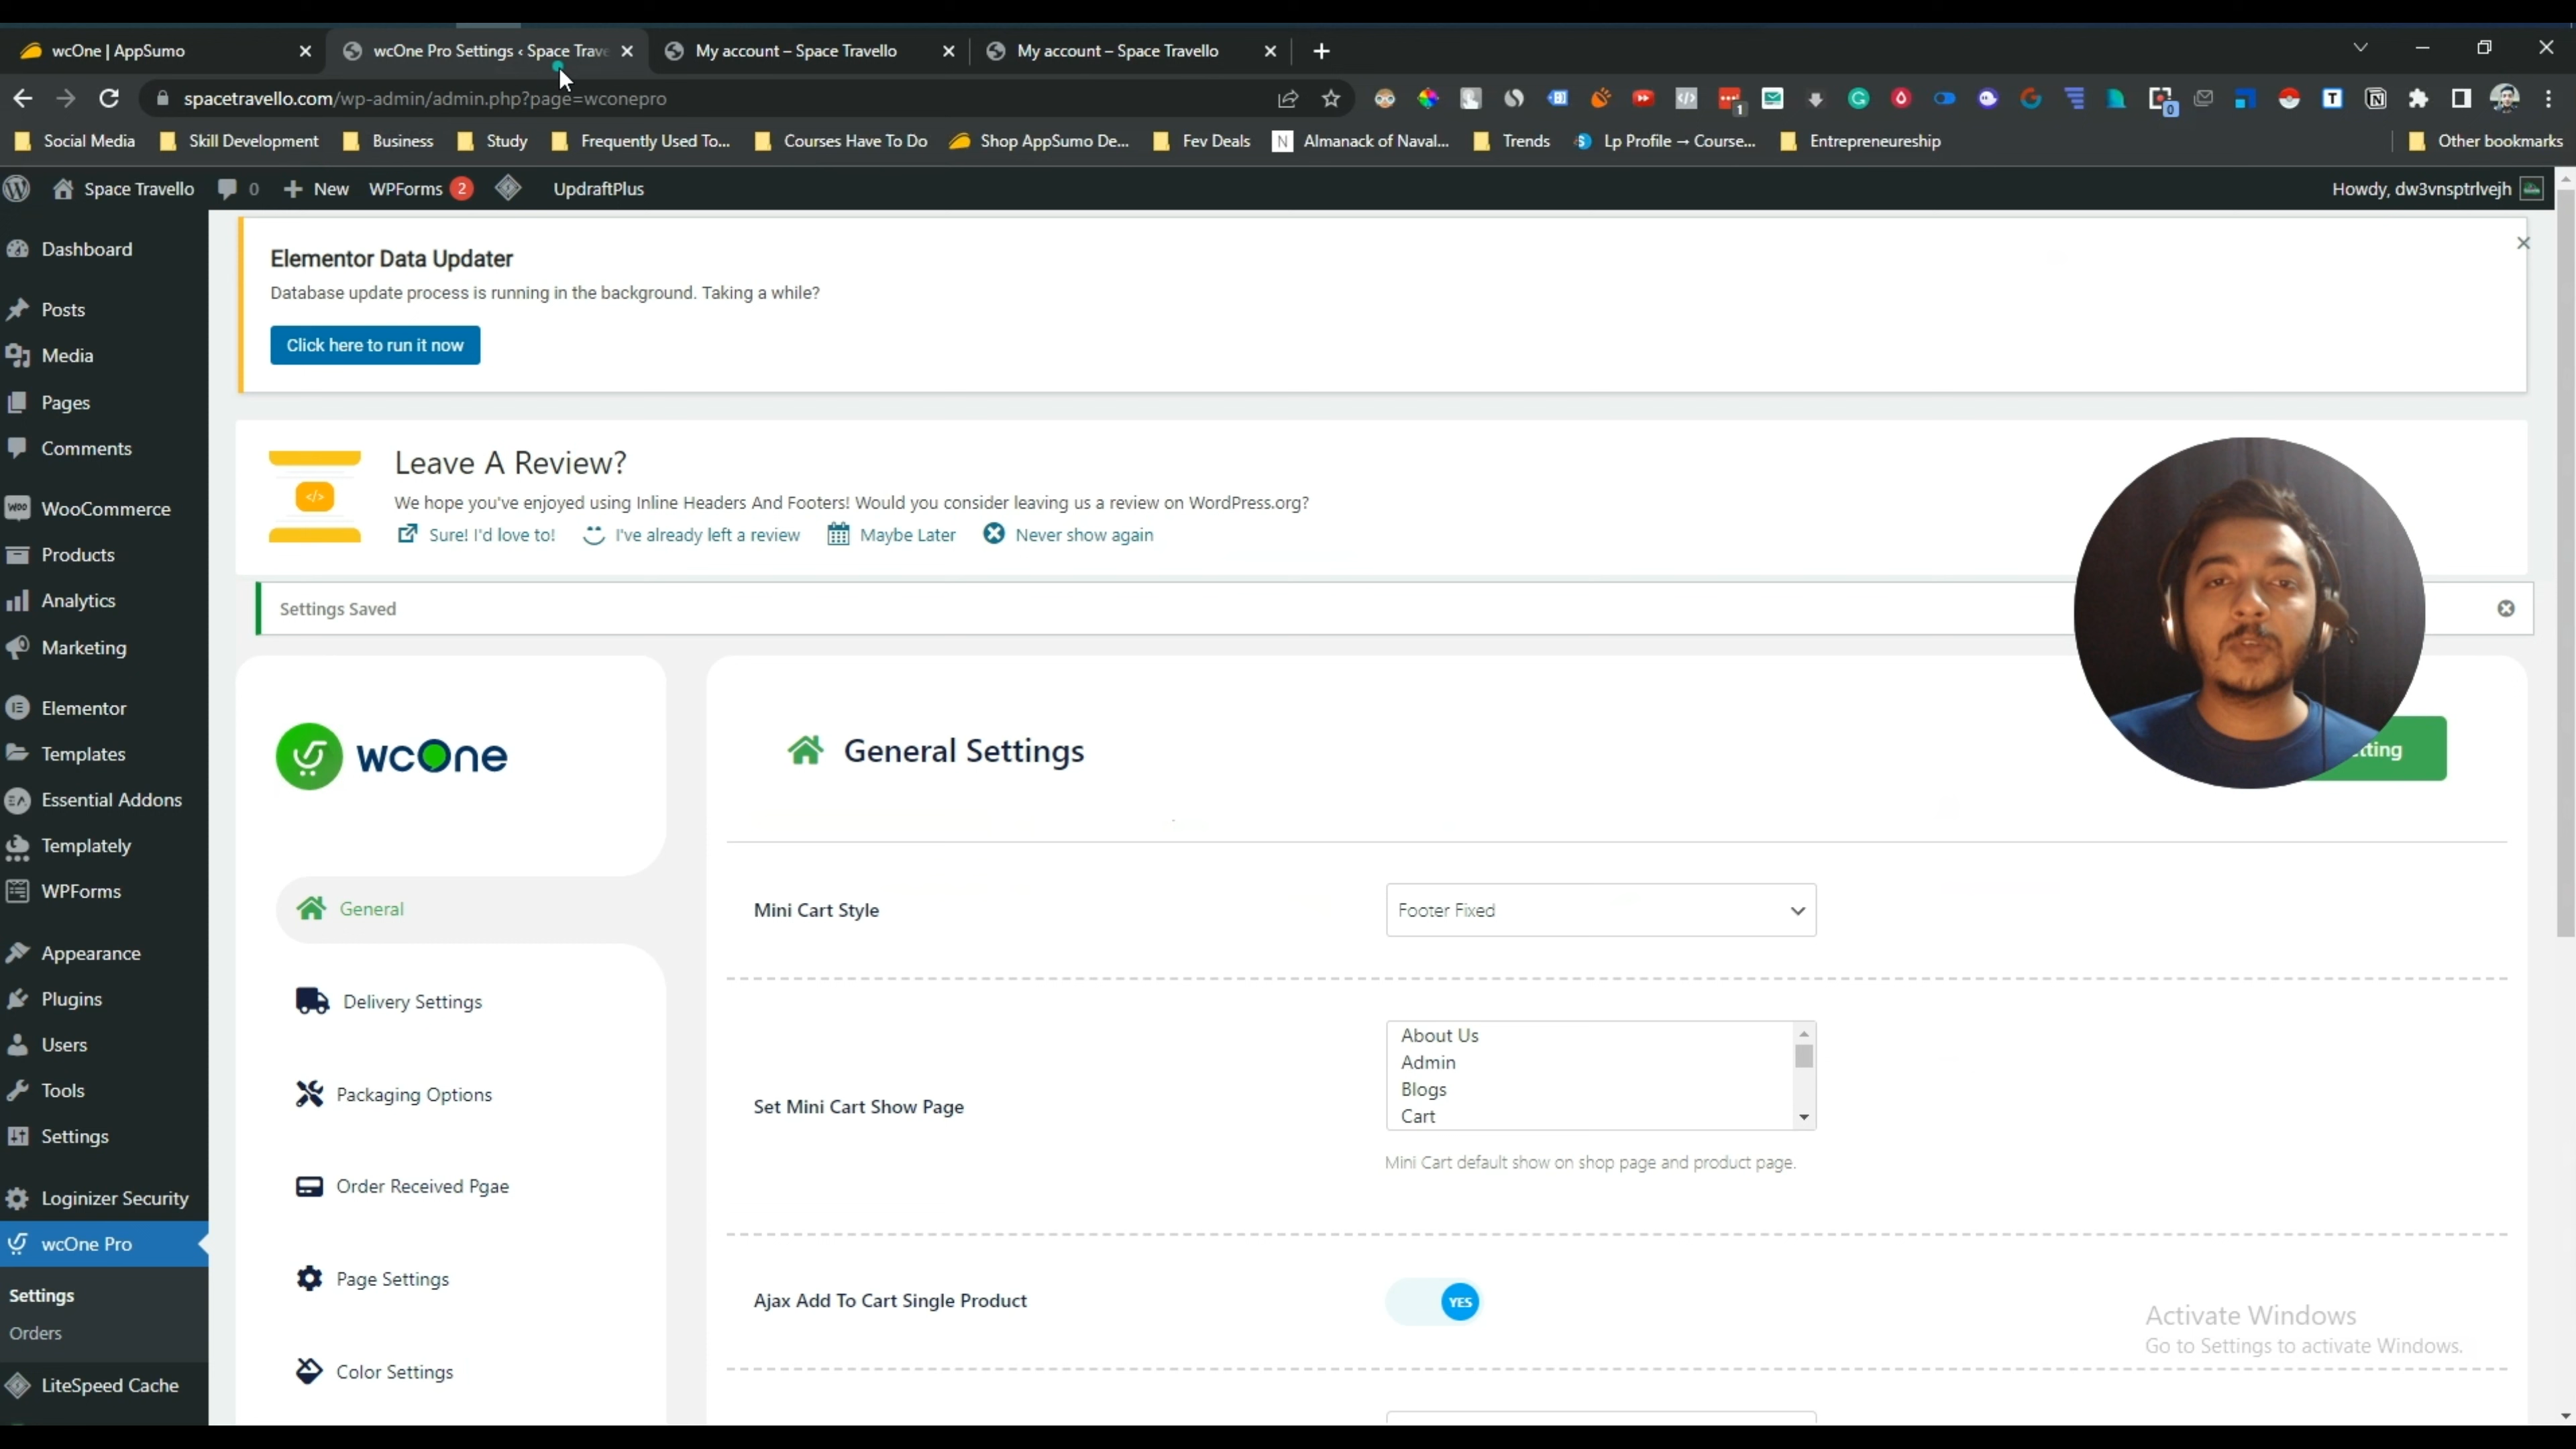 wcOne | AppSumo
wcOne Pro Settings ‹ Space Trave
My account – Space Travello
My account – Space Travello
spacetravello.com/wp-admin/admin.php?page=wconepro
Social Media
Skill Development
Business
Study
Frequently Used To...
Courses Have To Do
Shop AppSumo De...
Fev Deals
Almanack of Naval...
Trends
Lp Profile → Course...
Entrepreneurship
Other bookmarks
Space Travello
0
New
WPForms 2
UpdraftPlus
Howdy, dw3vnsptrlvejh
Dashboard
Posts
Media
Pages
Comments
WooCommerce
Products
Analytics
Marketing
Elementor
Templates
Essential Addons
Templately
WPForms
Appearance
Plugins
Users
Tools
Settings
Loginizer Security
wcOne Pro
Settings
Orders
LiteSpeed Cache
Elementor Data Updater
Database update process is running in the background. Taking a while?
Click here to run it now
Leave A Review?
We hope you've enjoyed using Inline Headers And Footers! Would you consider leaving us a review on WordPress.org?
Sure! I'd love to!
I've already left a review
Maybe Later
Never show again
Settings Saved
wcOne
General
Delivery Settings
Packaging Options
Order Received Pgae
Page Settings
Color Settings
General Settings
tting
Mini Cart Style
Footer Fixed
Set Mini Cart Show Page
About Us
Admin
Blogs
Cart
Mini Cart default show on shop page and product page.
Ajax Add To Cart Single Product
YES
Activate Windows
Go to Settings to activate Windows.